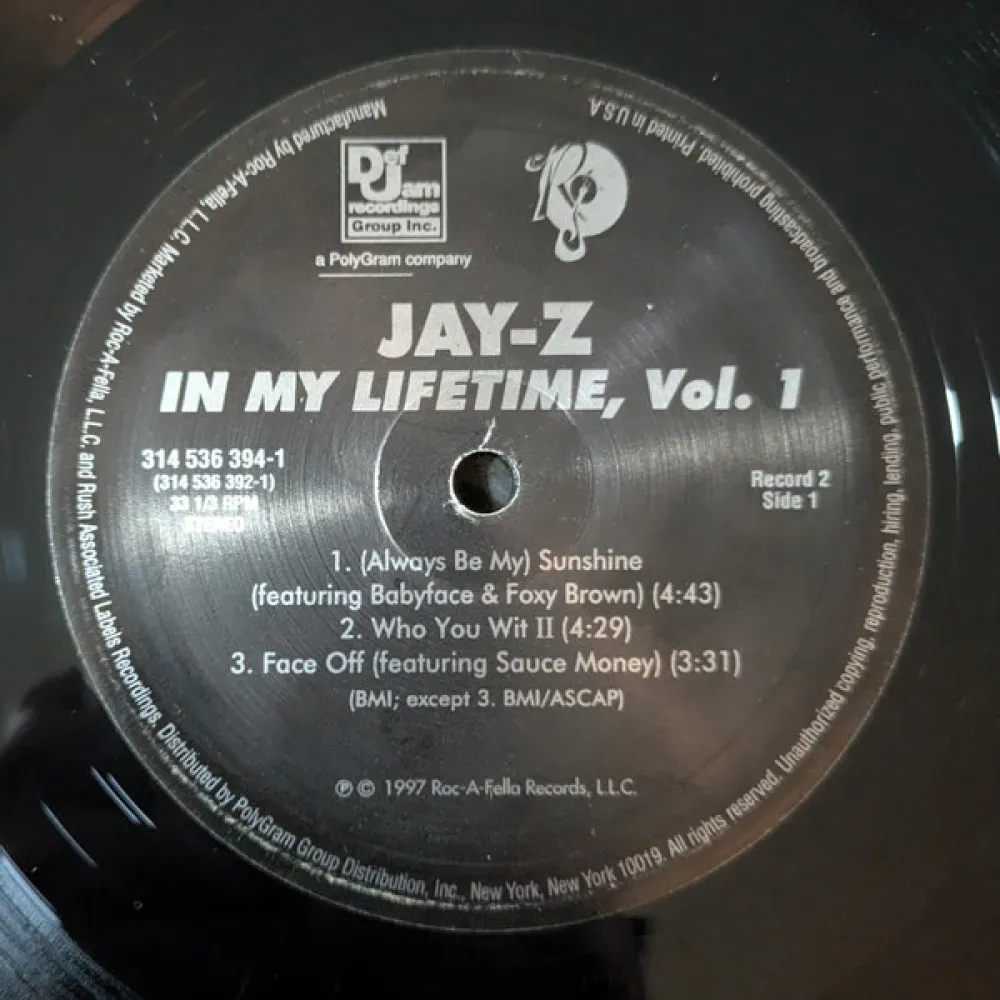 Def
Jam
recordings
Group Inc.
a PolyGram company
R
JAY-Z
IN MY LIFETIME, Vol. 1
314 536 394-1
(314 536 392-1)
33 1/3 RPM
STEREO
Record 2
Side 1
1. (Always Be My) Sunshine
(featuring Babyface & Foxy Brown) (4:43)
2. Who You Wit II (4:29)
3. Face Off (featuring Sauce Money) (3:31)
(BMI; except 3. BMI/ASCAP)
℗ © 1997 Roc-A-Fella Records, L.L.C.
Manufactured by Roc-A-Fella, L.L.C. Marketed by Roc-A-Fella, L.L.C. and Rush Associated Labels Recordings. Distributed by PolyGram Group Distribution, Inc., New York, New York 10019. All rights reserved. Unauthorized copying, reproduction, hiring, lending, public performance and broadcasting prohibited. Printed in U.S.A.